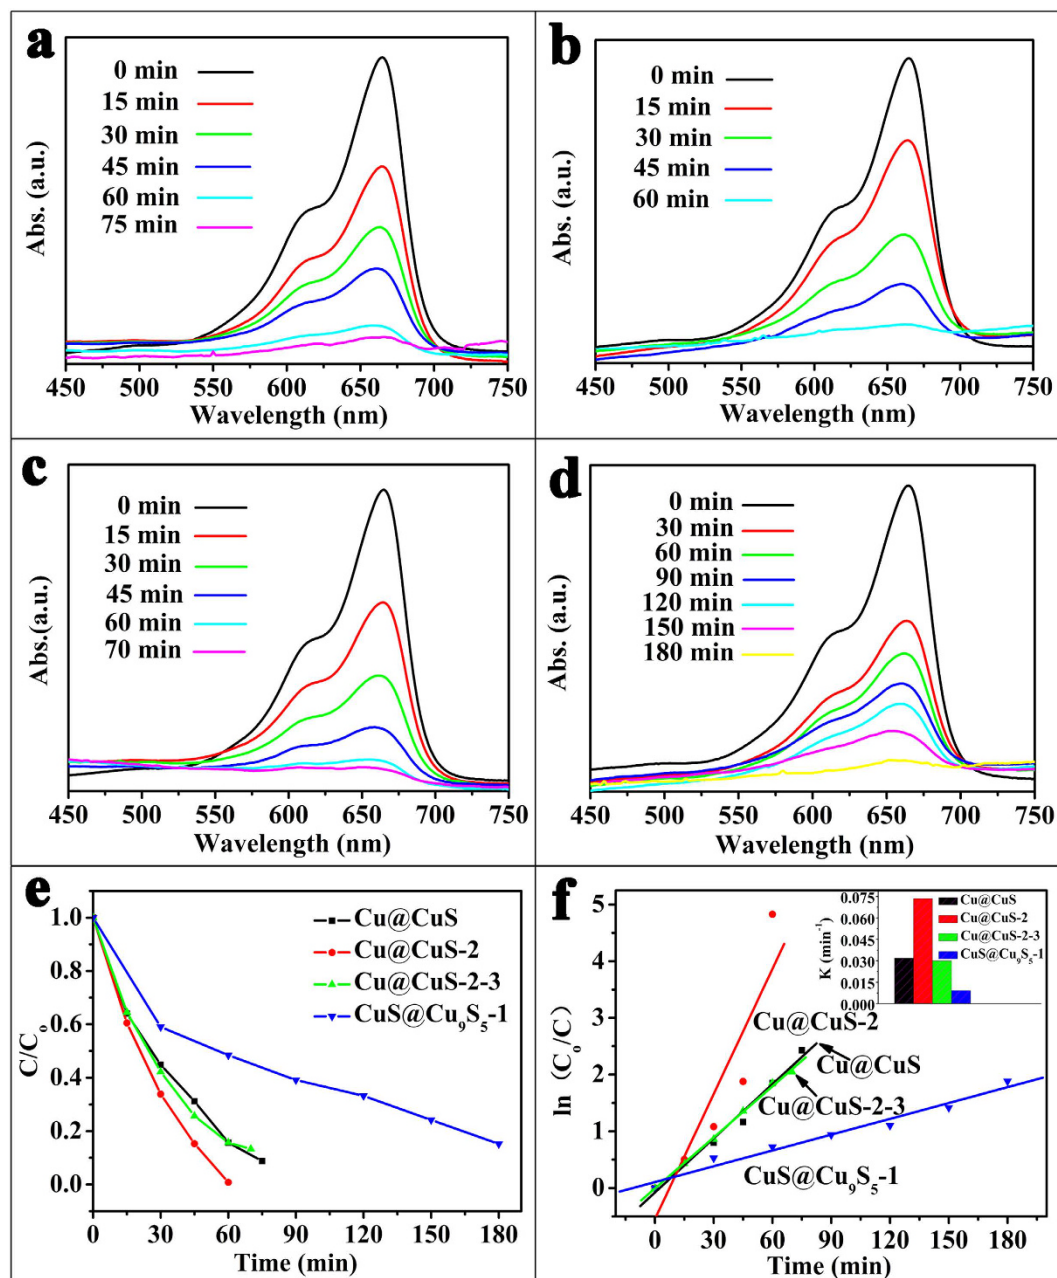 a
0 min
15 min
30 min
45 min
60 min
75 min
Abs. (a.u.)
450 500 550 600 650 700 750
Wavelength (nm)
b
0 min
15 min
30 min
45 min
60 min
Abs. (a.u.)
450 500 550 600 650 700 750
Wavelength (nm)
c
0 min
15 min
30 min
45 min
60 min
70 min
Abs.(a.u.)
450 500 550 600 650 700 750
Wavelength (nm)
d
0 min
30 min
60 min
90 min
120 min
150 min
180 min
Abs. (a.u.)
450 500 550 600 650 700 750
Wavelength (nm)
e
Cu@CuS
Cu@CuS-2
Cu@CuS-2-3
CuS@Cu₉S₅-1
C/Cₒ
1.0
0.8
0.6
0.4
0.2
0.0
0 30 60 90 120 150 180
Time (min)
f
ln (Cₒ/C)
5
4
3
2
1
0
K (min⁻¹)
0.075
0.060
0.045
0.030
0.015
0.000
Cu@CuS
Cu@CuS-2
Cu@CuS-2-3
CuS@Cu₉S₅-1
Cu@CuS-2
Cu@CuS
Cu@CuS-2-3
CuS@Cu₉S₅-1
0 30 60 90 120 150 180
Time (min)